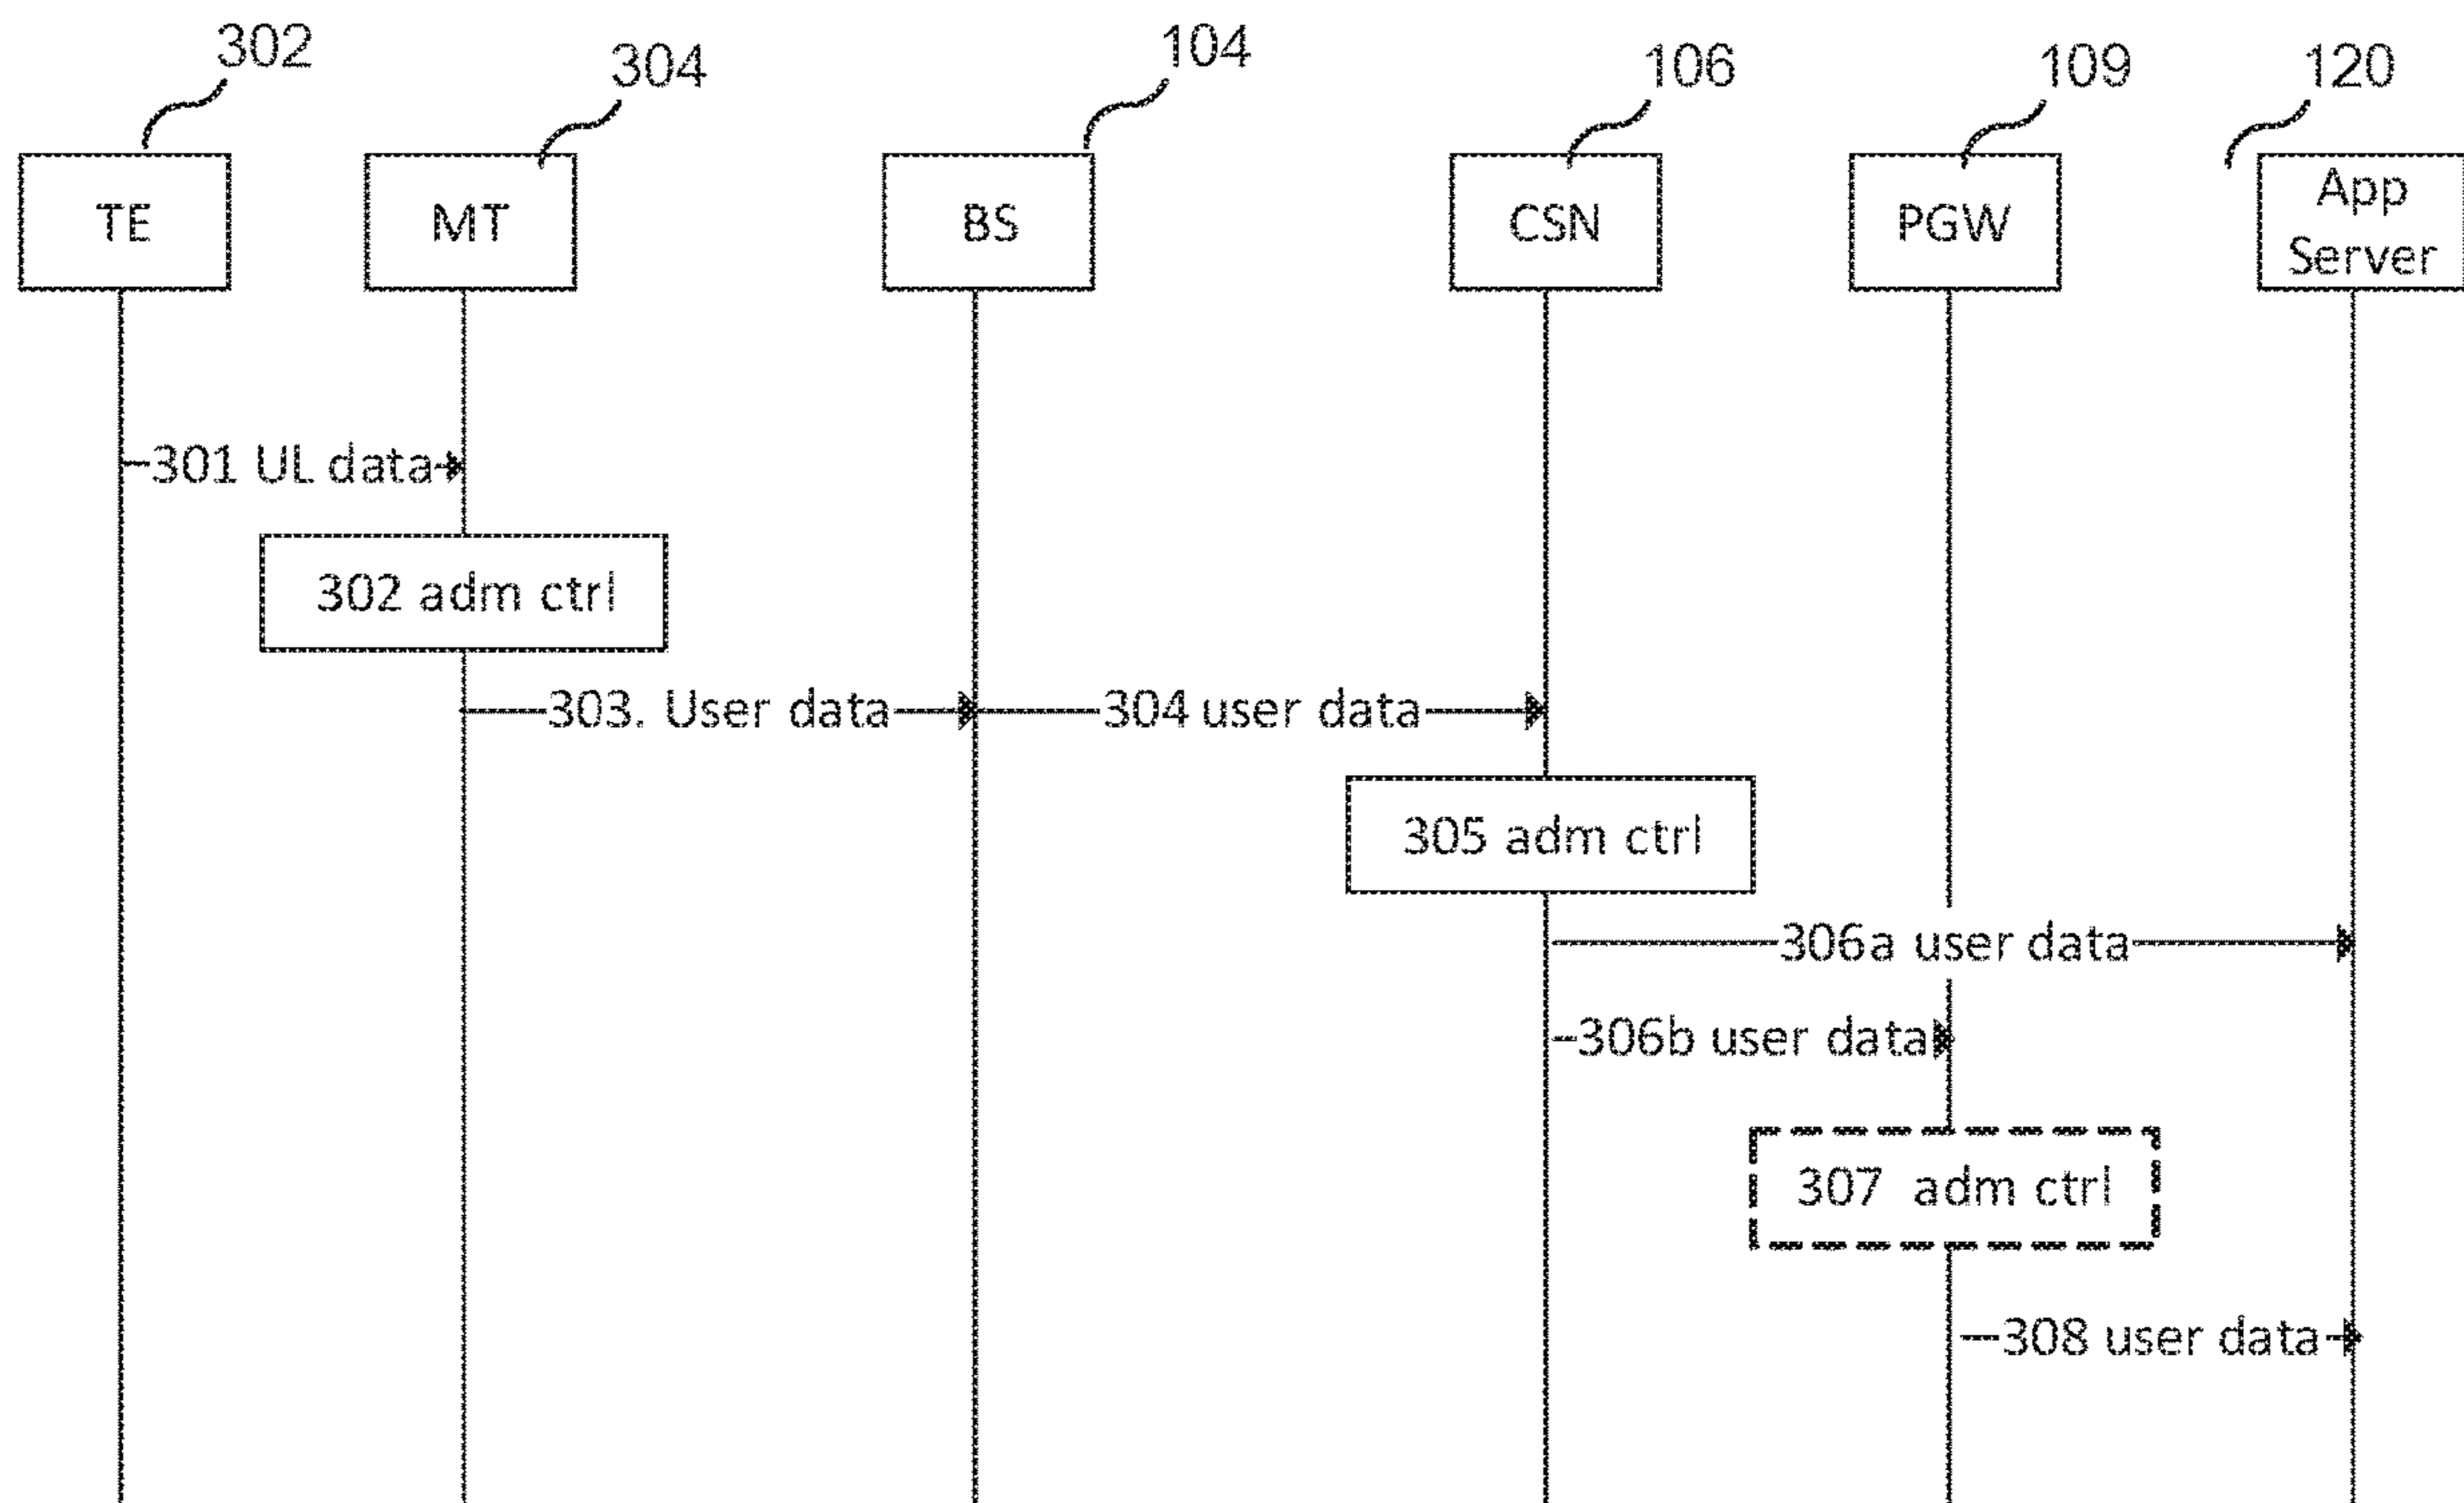 302
304
104
106
109
120
TE
MT
BS
CSN
PGW
App
Server
301 UL data
302 adm ctrl
303. User data
304 user data
305 adm ctrl
306a user data
306b user data
307 adm ctrl
308 user data